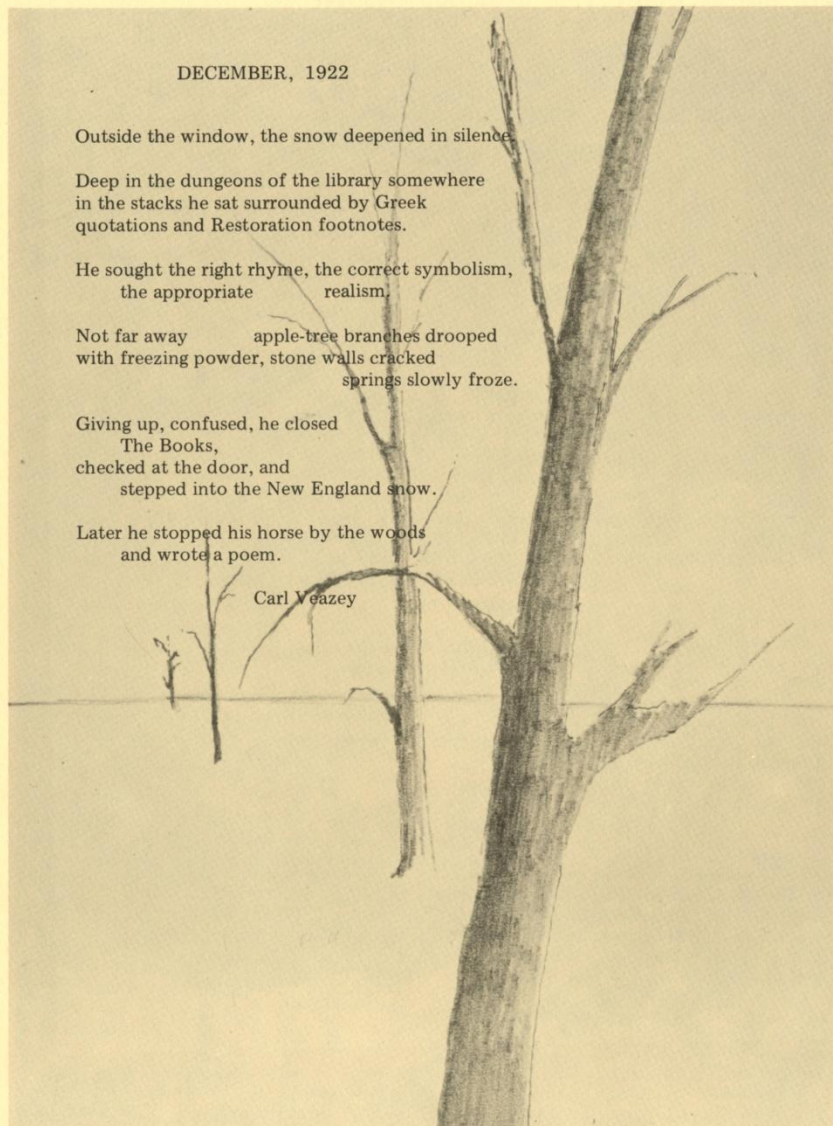 DECEMBER, 1922
Outside the window, the snow deepened in silence.
Deep in the dungeons of the library somewhere
in the stacks he sat surrounded by Greek
quotations and Restoration footnotes.
He sought the right rhyme, the correct symbolism,
the appropriate realism.
Not far away apple-tree branches drooped
with freezing powder, stone walls cracked
springs slowly froze.
Giving up, confused, he closed
The Books,
checked at the door, and
stepped into the New England snow.
Later he stopped his horse by the woods
and wrote a poem.
Carl Veazey